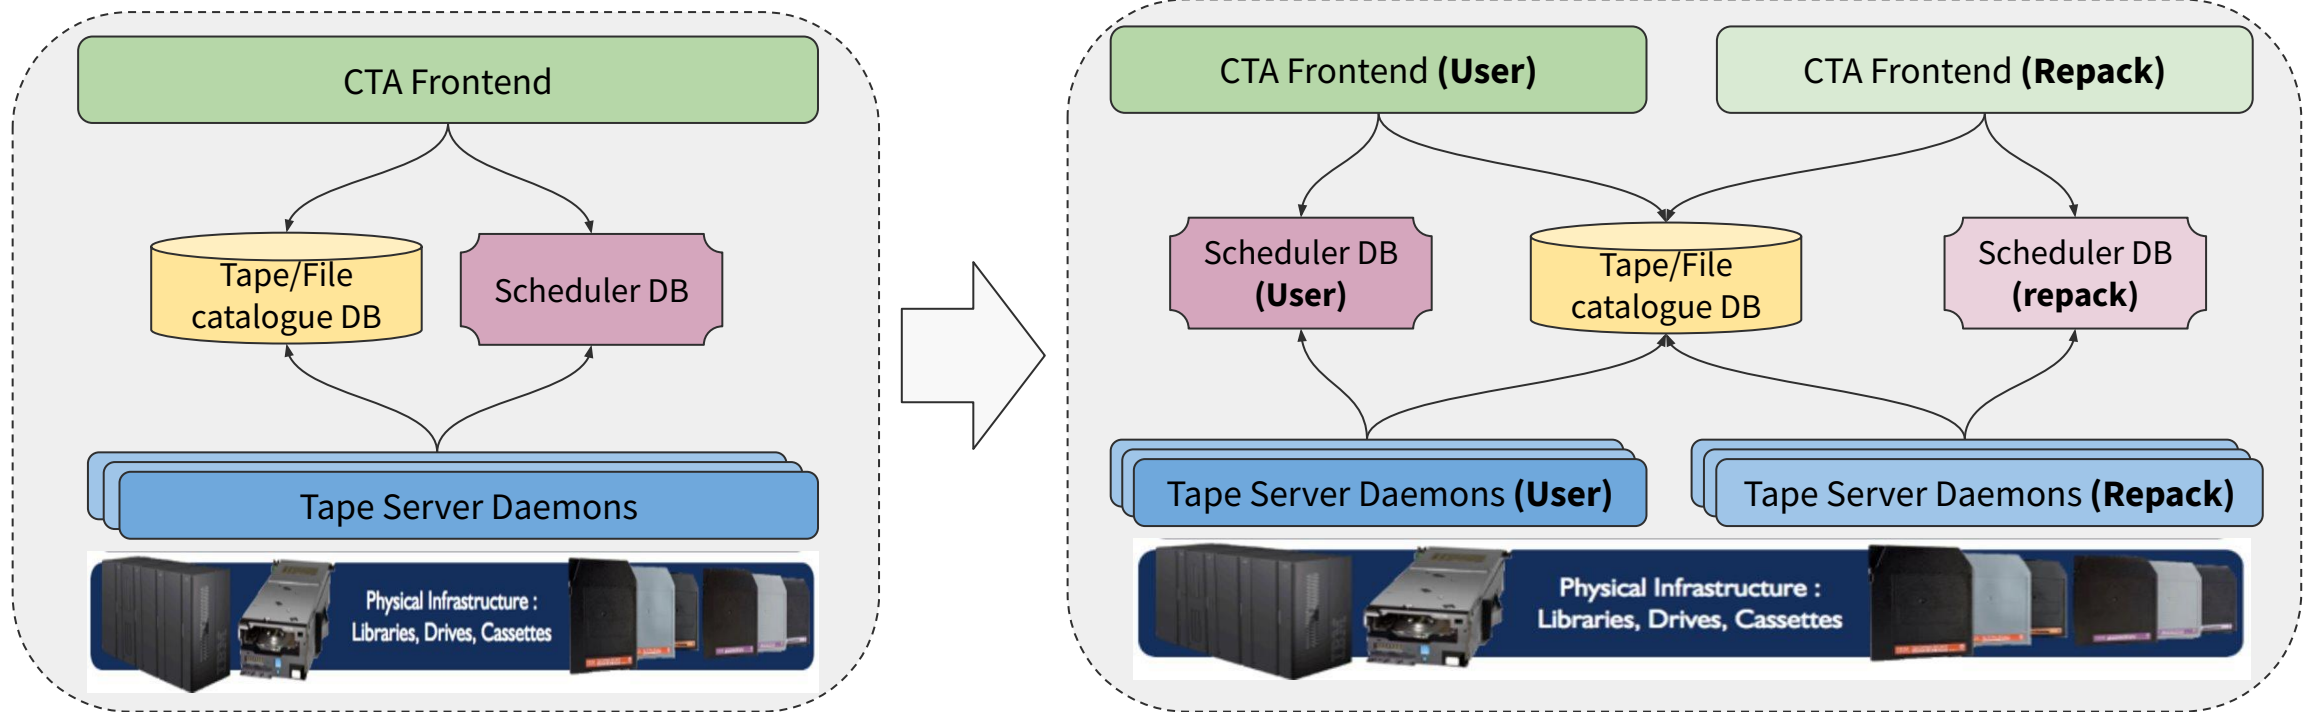 CTA Frontend
Tape/File
catalogue DB
Scheduler DB
Tape Server Daemons
Physical Infrastructure :
Libraries, Drives, Cassettes
CTA Frontend (User)
CTA Frontend (Repack)
Scheduler DB
(User)
Tape/File
catalogue DB
Scheduler DB
(repack)
Tape Server Daemons (User)
Tape Server Daemons (Repack)
Physical Infrastructure :
Libraries, Drives, Cassettes